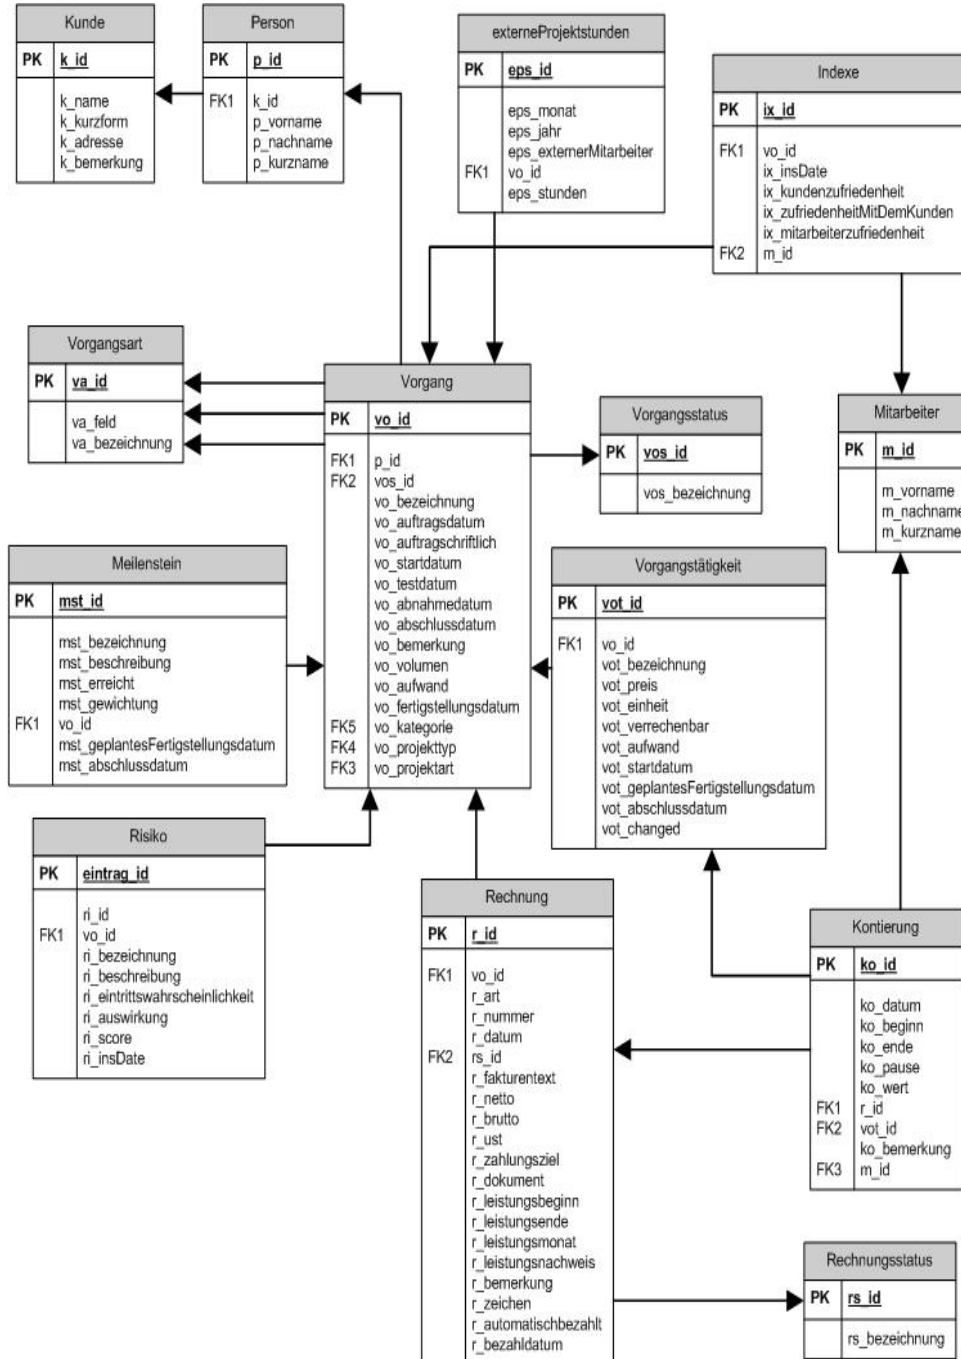 Kunde
PK k_id
k_name
k_kurzform
k_adresse
k_bemerkung
Person
PK p_id
FK1 k_id
p_vorname
p_nachname
p_kurzname
externeProjektstunden
PK eps_id
eps_monat
eps_jahr
eps_externerMitarbeiter
FK1 vo_id
eps_stunden
Indexe
PK ix_id
FK1 vo_id
ix_insDate
ix_kundenzufriedenheit
ix_zufriedenheitMitDemKunden
ix_mitarbeiterzufriedenheit
FK2 m_id
Vorgangsart
PK va_id
va_feld
va_bezeichnung
Vorgang
PK vo_id
FK1 p_id
FK2 vos_id
vo_bezeichnung
vo_auftragsdatum
vo_auftragschriftlich
vo_startdatum
vo_testdatum
vo_abnahmedatum
vo_abschlussdatum
vo_bemerkung
vo_volumen
vo_aufwand
vo_fertigstellungsdatum
FK5 vo_kategorie
FK4 vo_projekttyp
FK3 vo_projektart
Vorgangsstatus
PK vos_id
vos_bezeichnung
Mitarbeiter
PK m_id
m_vorname
m_nachname
m_kurzname
Meilenstein
PK mst_id
mst_bezeichnung
mst_beschreibung
mst_erreicht
mst_gewichtung
FK1 vo_id
mst_geplantesFertigstellungsdatum
mst_abschlussdatum
Vorgangstätigkeit
PK vot_id
FK1 vo_id
vot_bezeichnung
vot_preis
vot_einheit
vot_verrechenbar
vot_aufwand
vot_startdatum
vot_geplantesFertigstellungsdatum
vot_abschlussdatum
vot_changed
Risiko
PK eintrag_id
ri_id
FK1 vo_id
ri_bezeichnung
ri_beschreibung
ri_eintrittswahrscheinlichkeit
ri_auswirkung
ri_score
ri_insDate
Rechnung
PK r_id
FK1 vo_id
r_art
r_nummer
r_datum
FK2 rs_id
r_fakturentext
r_netto
r_brutto
r_ust
r_zahlungsziel
r_dokument
r_leistungsbeginn
r_leistungsende
r_leistungsmonat
r_leistungsnachweis
r_bemerkung
r_zeichen
r_automatischbezahlt
r_bezahldatum
Kontierung
PK ko_id
ko_datum
ko_beginn
ko_ende
ko_pause
ko_wert
FK1 r_id
FK2 vot_id
ko_bemerkung
FK3 m_id
Rechnungsstatus
PK rs_id
rs_bezeichnung